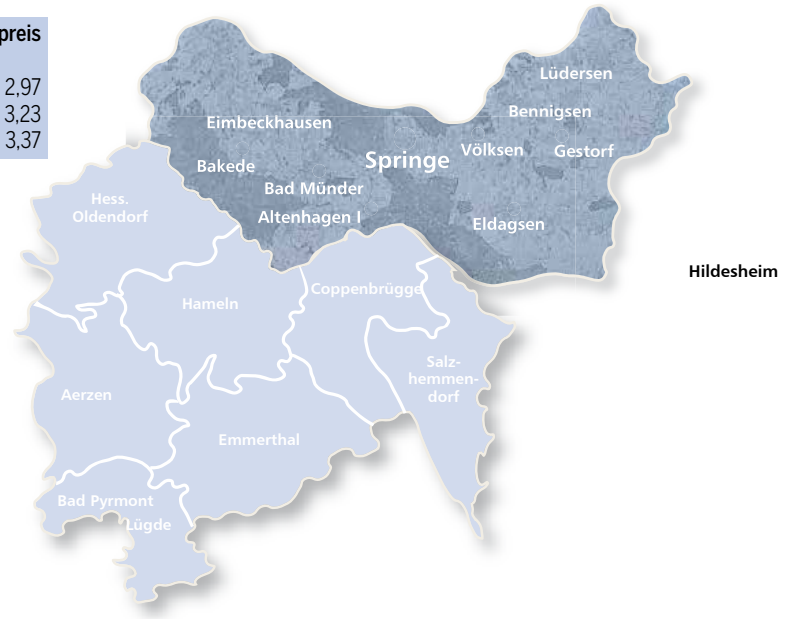 preis
2,97
3,23
3,37
Lüdersen
Bennigsen
Eimbeckhausen
Völksen
Gestorf
Springe
Bakede
Bad Münder
Altenhagen I
Eldagsen
Hess.
Oldendorf
Hildesheim
Coppenbrügge
Hameln
Salz-
hemmen-
dorf
Aerzen
Emmerthal
Bad Pyrmont
Lügde